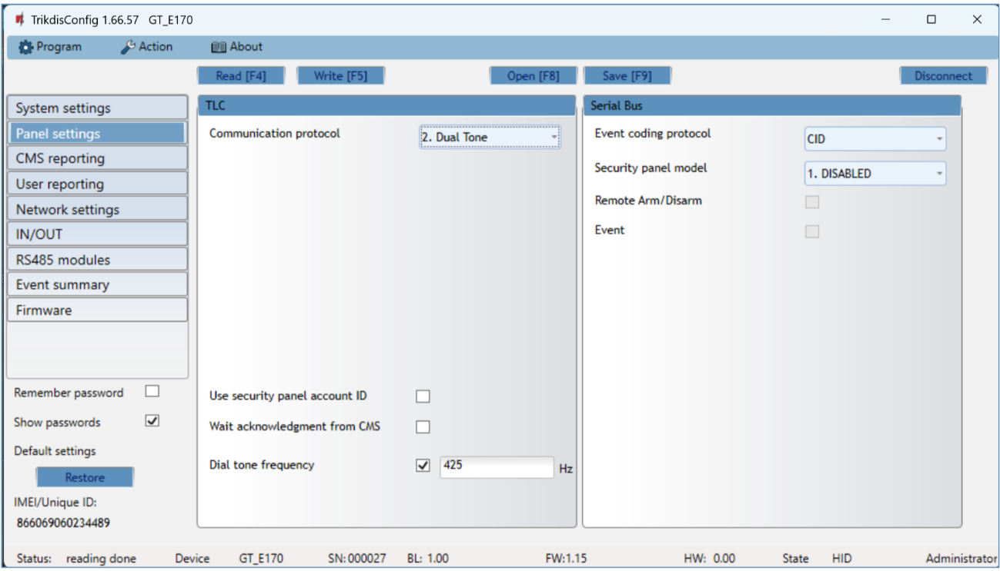 TrikdisConfig 1.66.57 GT_E170
Program Action About
Read [F4] Write [F5] Open [F8] Save [F9] Disconnect
System settings
Panel settings
CMS reporting
User reporting
Network settings
IN/OUT
RS485 modules
Event summary
Firmware
Remember password
Show passwords
Default settings
Restore
IMEI/Unique ID:
866069060234489
TLC
Communication protocol 2. Dual Tone
Use security panel account ID
Wait acknowledgment from CMS
Dial tone frequency 425 Hz
Serial Bus
Event coding protocol CID
Security panel model 1. DISABLED
Remote Arm/Disarm
Event
Status: reading done Device GT_E170 SN:000027 BL: 1.00 FW:1.15 HW: 0.00 State HID Administrator